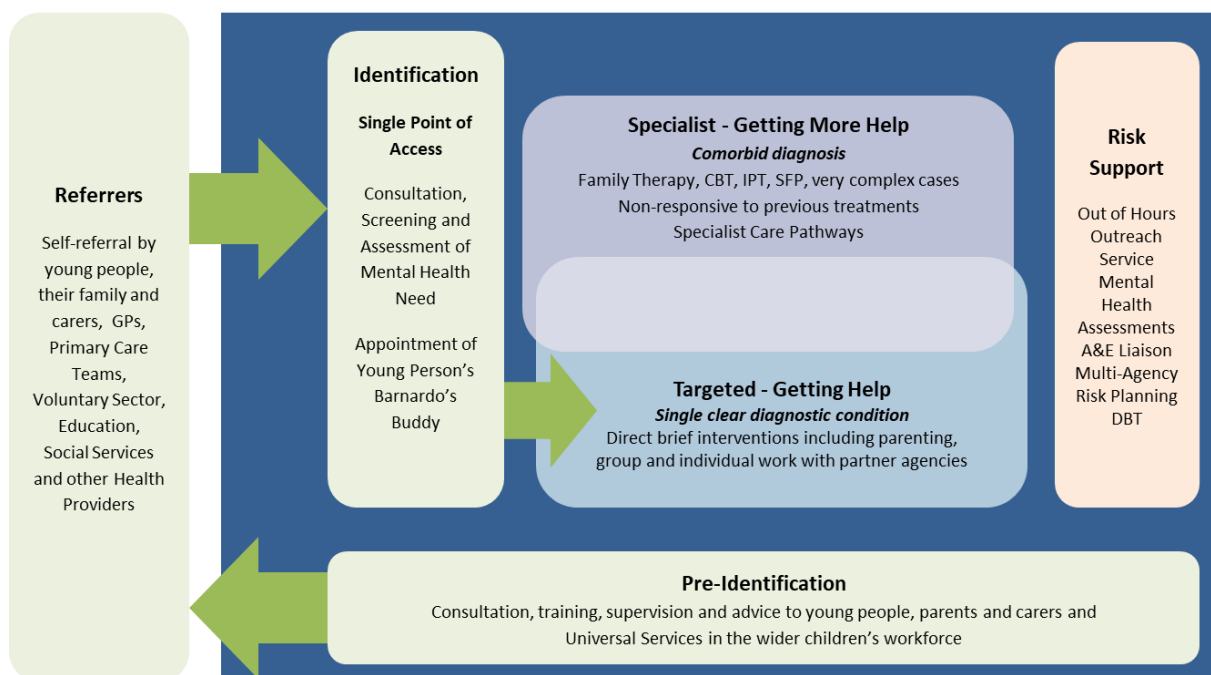 Referrers
Self-referral by
young people,
their family and
carers,  GPs,
Primary Care
Teams,
Voluntary Sector,
Education,
Social Services
and other Health
Providers
Identification
Single Point of
Access
Consultation,
Screening and
Assessment of
Mental Health
Need
Appointment of
Young Person’s
Barnardo’s
Buddy
Specialist - Getting More Help
Comorbid diagnosis
Family Therapy, CBT, IPT, SFP, very complex cases
Non-responsive to previous treatments
Specialist Care Pathways
Targeted - Getting Help
Single clear diagnostic condition
Direct brief interventions including parenting,
group and individual work with partner agencies
Risk
Support
Out of Hours
Outreach
Service
Mental
Health
Assessments
A&E Liaison
Multi-Agency
Risk Planning
DBT
Pre-Identification
Consultation, training, supervision and advice to young people, parents and carers and
Universal Services in the wider children’s workforce